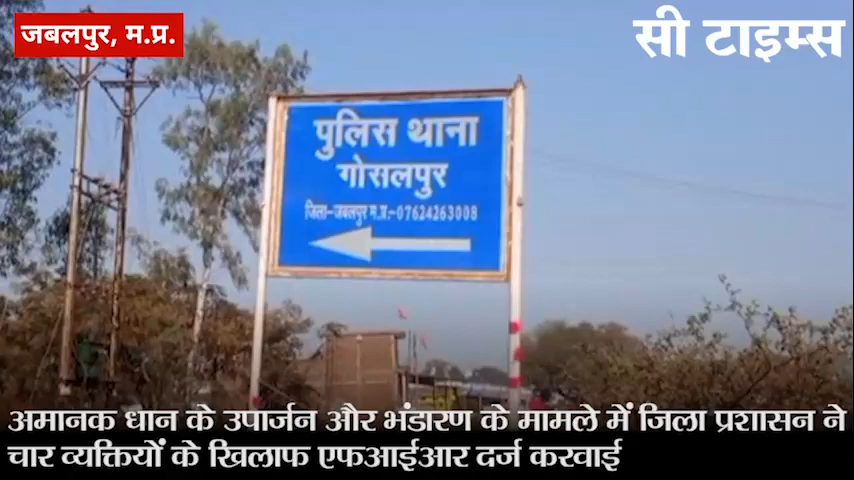 जबलपुर, म.प्र.
सी टाइम्स
पुलिस थाना
गोसलपुर
जिला-जबलपुर म.प्र.-07624263008
अमानक धान के उपार्जन और भंडारण के मामले में जिला प्रशासन ने
चार व्यक्तियों के खिलाफ एफआईआर दर्ज करवाई